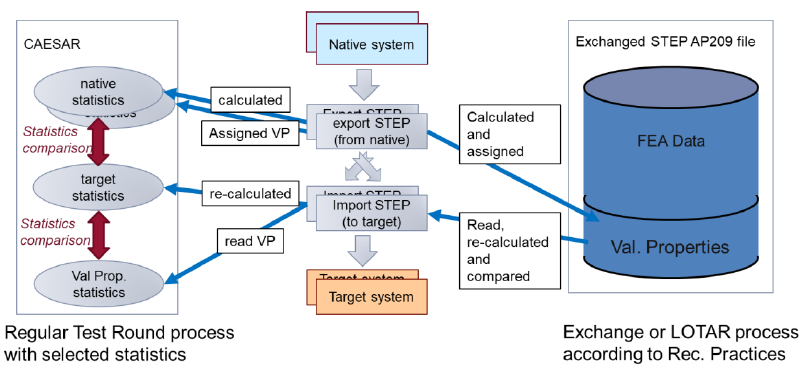 CAESAR
native
statistics
statistics
Statistics
comparison
target
statistics
Statistics
comparison
Val Prop.
statistics
calculated
Assigned VP
re-calculated
read VP
Native system
Export STEP
export STEP
(from native)
Import STEP
Import STEP
(to target)
Target system
Target system
Calculated
and
assigned
Read,
re-calculated
and
compared
Exchanged STEP AP209 file
FEA Data
Val. Properties
Regular Test Round process
with selected statistics
Exchange or LOTAR process
according to Rec. Practices